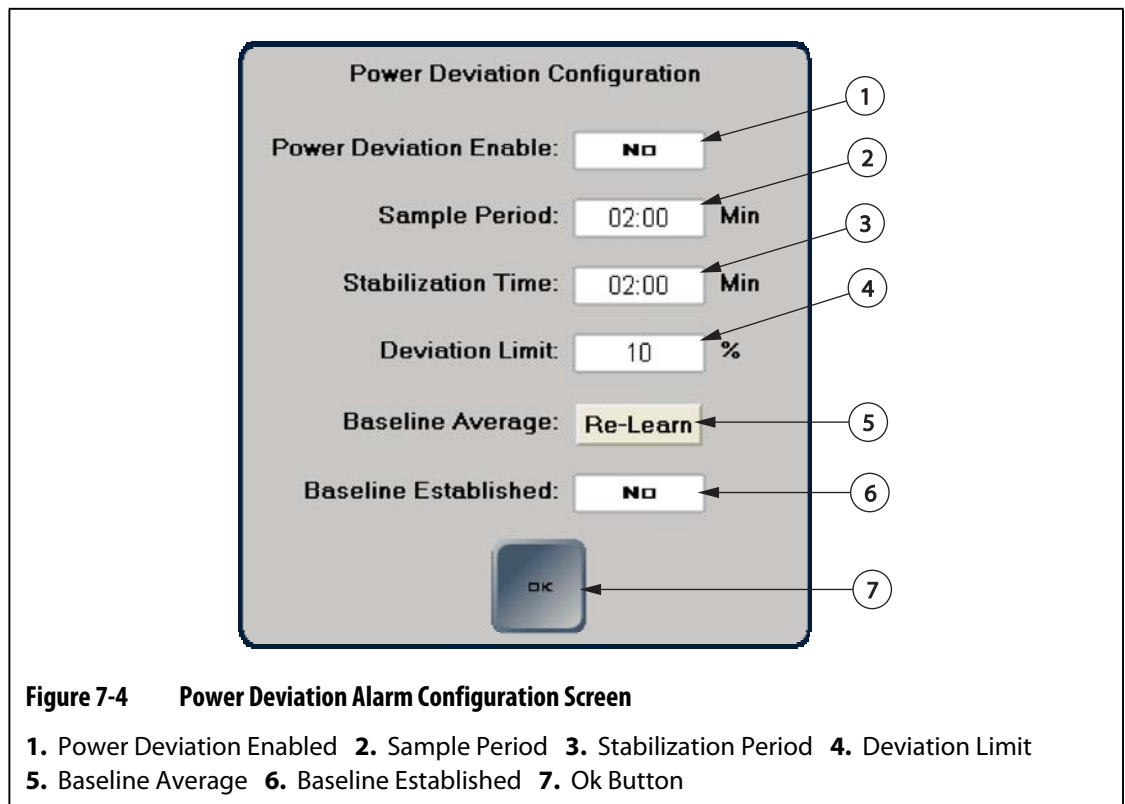 Power Deviation Configuration
1
Power Deviation Enable: No
2
Sample Period: 02:00 Min
3
Stabilization Time: 02:00 Min
4
Deviation Limit: 10 %
Baseline Average: Re-Learn 5
Baseline Established: No 6
OK 7
Figure 7-4 Power Deviation Alarm Configuration Screen
1. Power Deviation Enabled 2. Sample Period 3. Stabilization Period 4. Deviation Limit
5. Baseline Average 6. Baseline Established 7. Ok Button